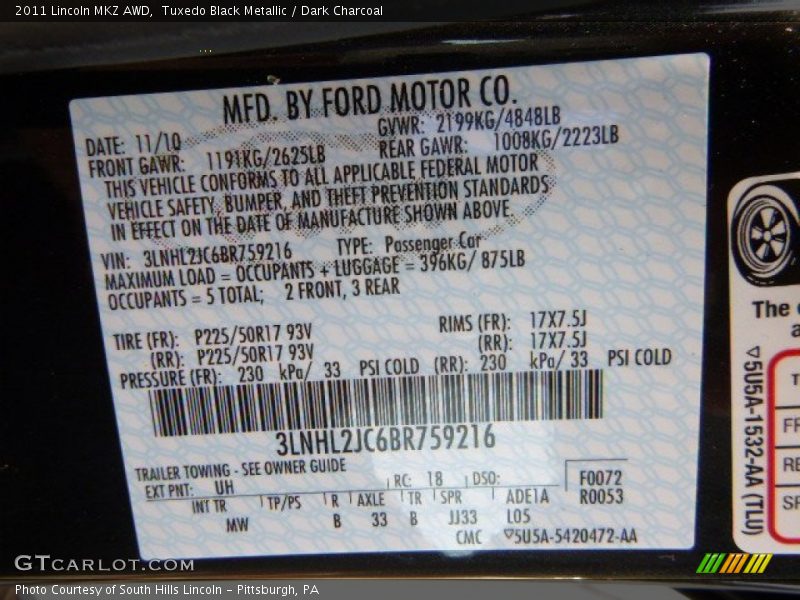 2011 Lincoln MKZ AWD,  Tuxedo Black Metallic / Dark Charcoal
MFD. BY FORD MOTOR CO.
DATE: 11/10 GVWR: 2199KG/4848LB
FRONT GAWR: 1191KG/2625LB REAR GAWR: 1008KG/2223LB
THIS VEHICLE CONFORMS TO ALL APPLICABLE FEDERAL MOTOR
VEHICLE SAFETY, BUMPER, AND THEFT PREVENTION STANDARDS
IN EFFECT ON THE DATE OF MANUFACTURE SHOWN ABOVE.
VIN: 3LNHL2JC6BR759216 TYPE: Passenger Car
MAXIMUM LOAD = OCCUPANTS + LUGGAGE = 396KG/ 875LB
OCCUPANTS = 5 TOTAL; 2 FRONT, 3 REAR
TIRE (FR): P225/50R17 93V RIMS (FR): 17X7.5J
(RR): P225/50R17 93V (RR): 17X7.5J
PRESSURE (FR): 230 kPa/ 33 PSI COLD (RR): 230 kPa/ 33 PSI COLD
3LNHL2JC6BR759216
TRAILER TOWING - SEE OWNER GUIDE
EXT PNT: UH RC: 18 DSO: F0072
INT TR TP/PS R AXLE TR SPR ADE1A R0053
MW B 33 B JJ33 L05
CMC ▽5U5A-5420472-AA
The
▽5U5A-1532-AA (TLU)
GTCARLOT.COM
Photo Courtesy of South Hills Lincoln - Pittsburgh, PA